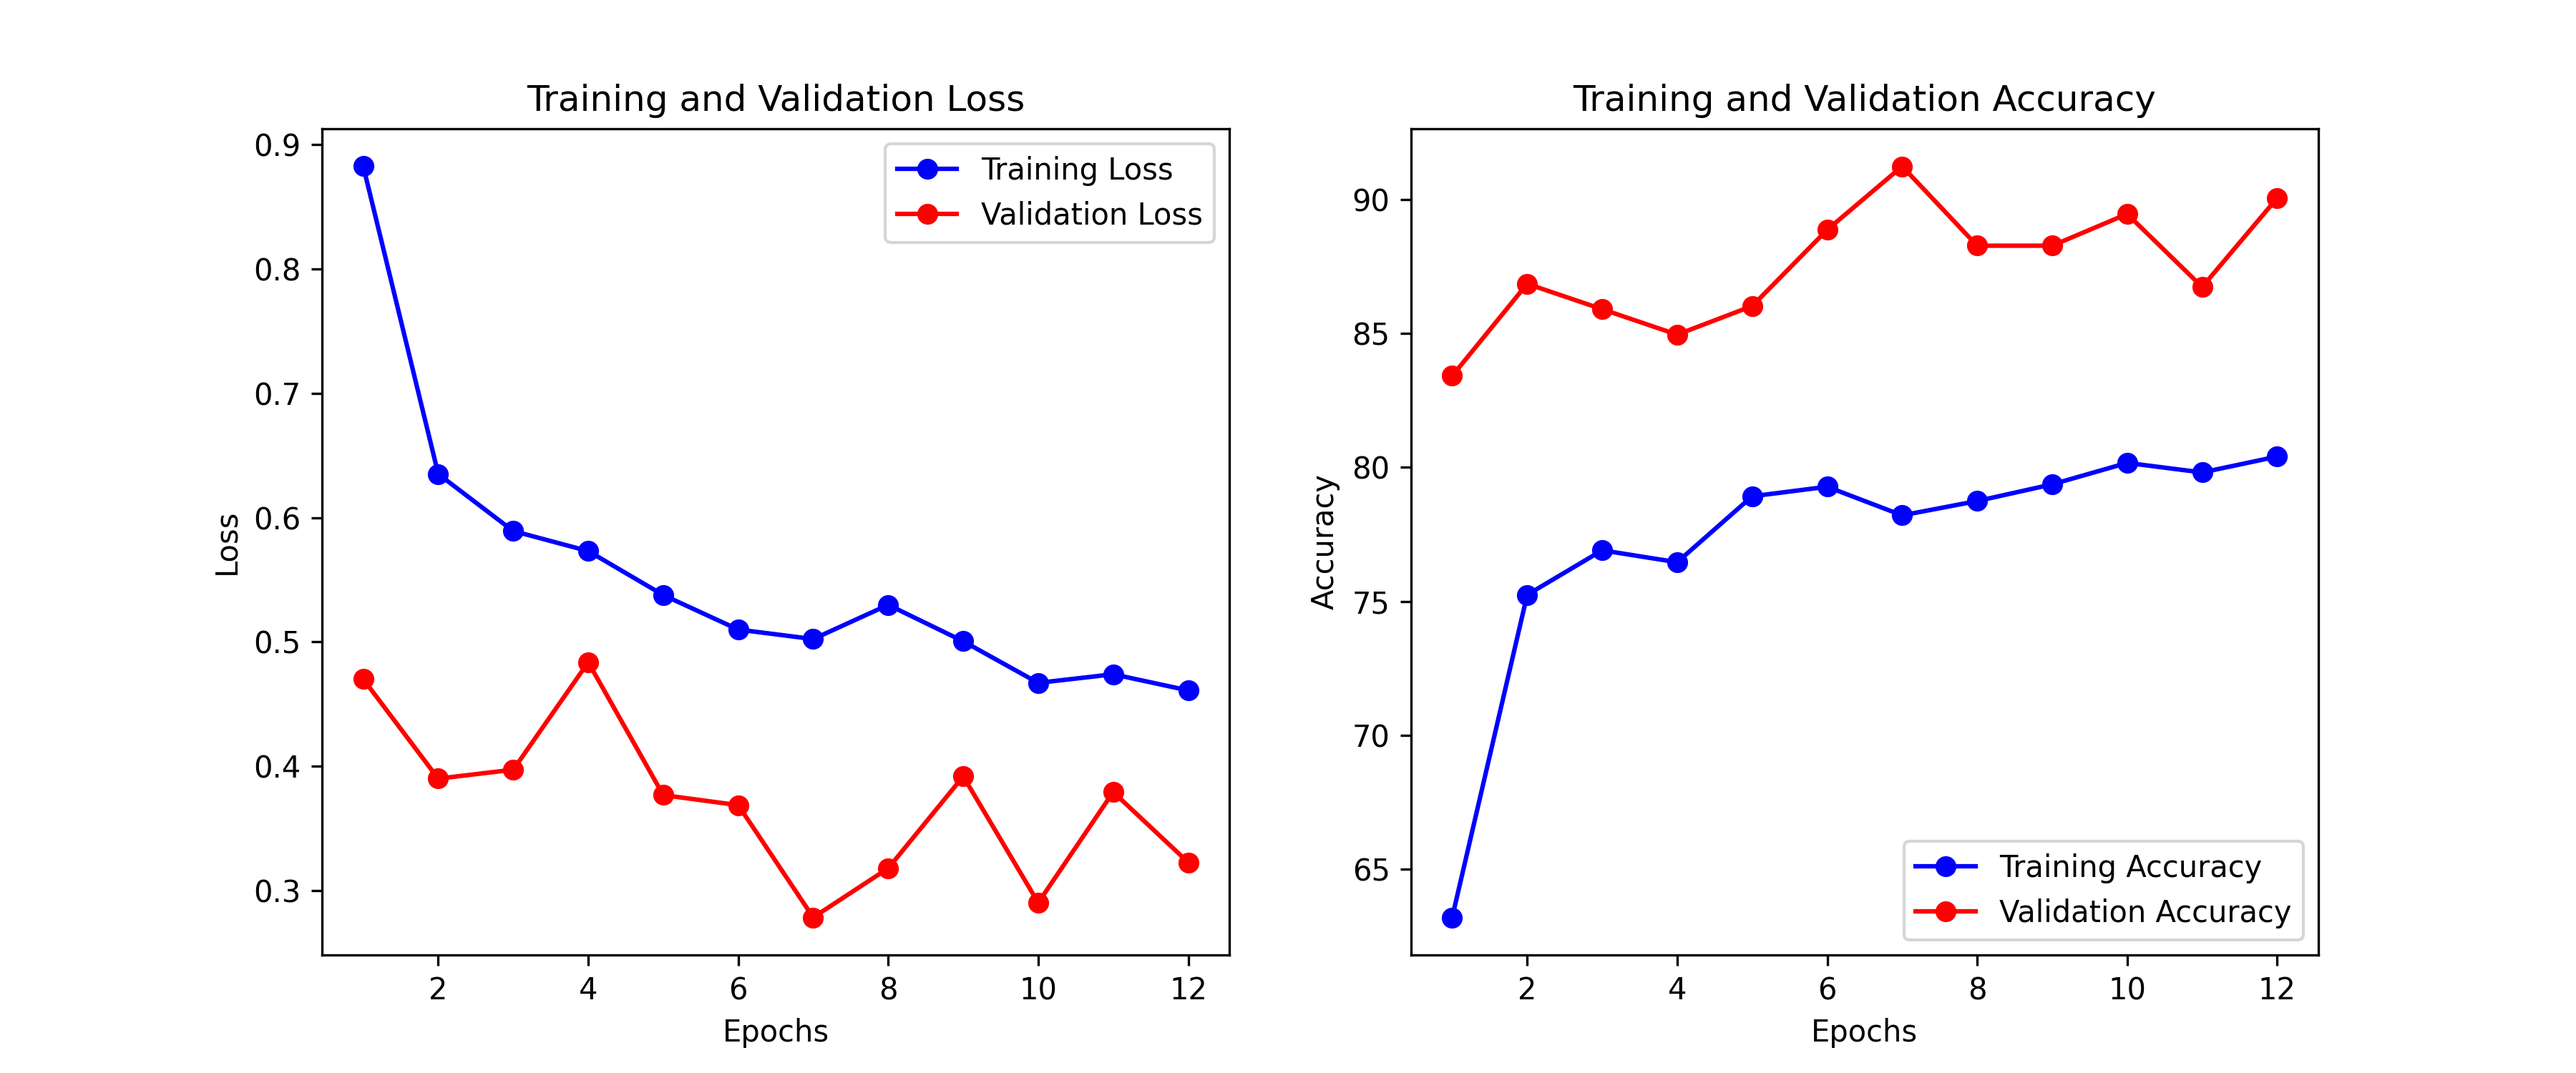 Training and Validation Loss
0.9
0.8
0.7
0.6
0.5
0.4
0.3
Loss
Training Loss
Validation Loss
2 4 6 8 10 12
Epochs
Training and Validation Accuracy
90
85
80
75
70
65
Accuracy
Training Accuracy
Validation Accuracy
2 4 6 8 10 12
Epochs